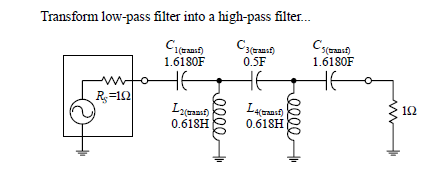 Transform low-pass filter into a high-pass filter...
C1(transf) C3(transf) C5(transf)
1.6180F 0.5F 1.6180F
RS=1Ω
L2(transf) L4(transf)
0.618H 0.618H
1Ω